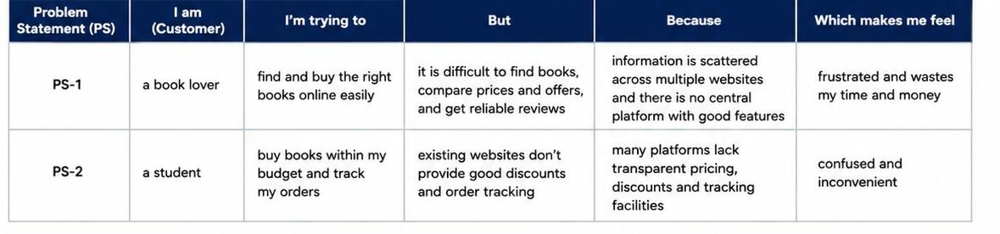 Problem
Statement (PS)
I am
(Customer)
I'm trying to
But
Because
Which makes me feel
PS-1
a book lover
find and buy the right
books online easily
it is difficult to find books,
compare prices and offers,
and get reliable reviews
information is scattered
across multiple websites
and there is no central
platform with good features
frustrated and wastes
my time and money
PS-2
a student
buy books within my
budget and track
my orders
existing websites don't
provide good discounts
and order tracking
many platforms lack
transparent pricing,
discounts and tracking
facilities
confused and
inconvenient